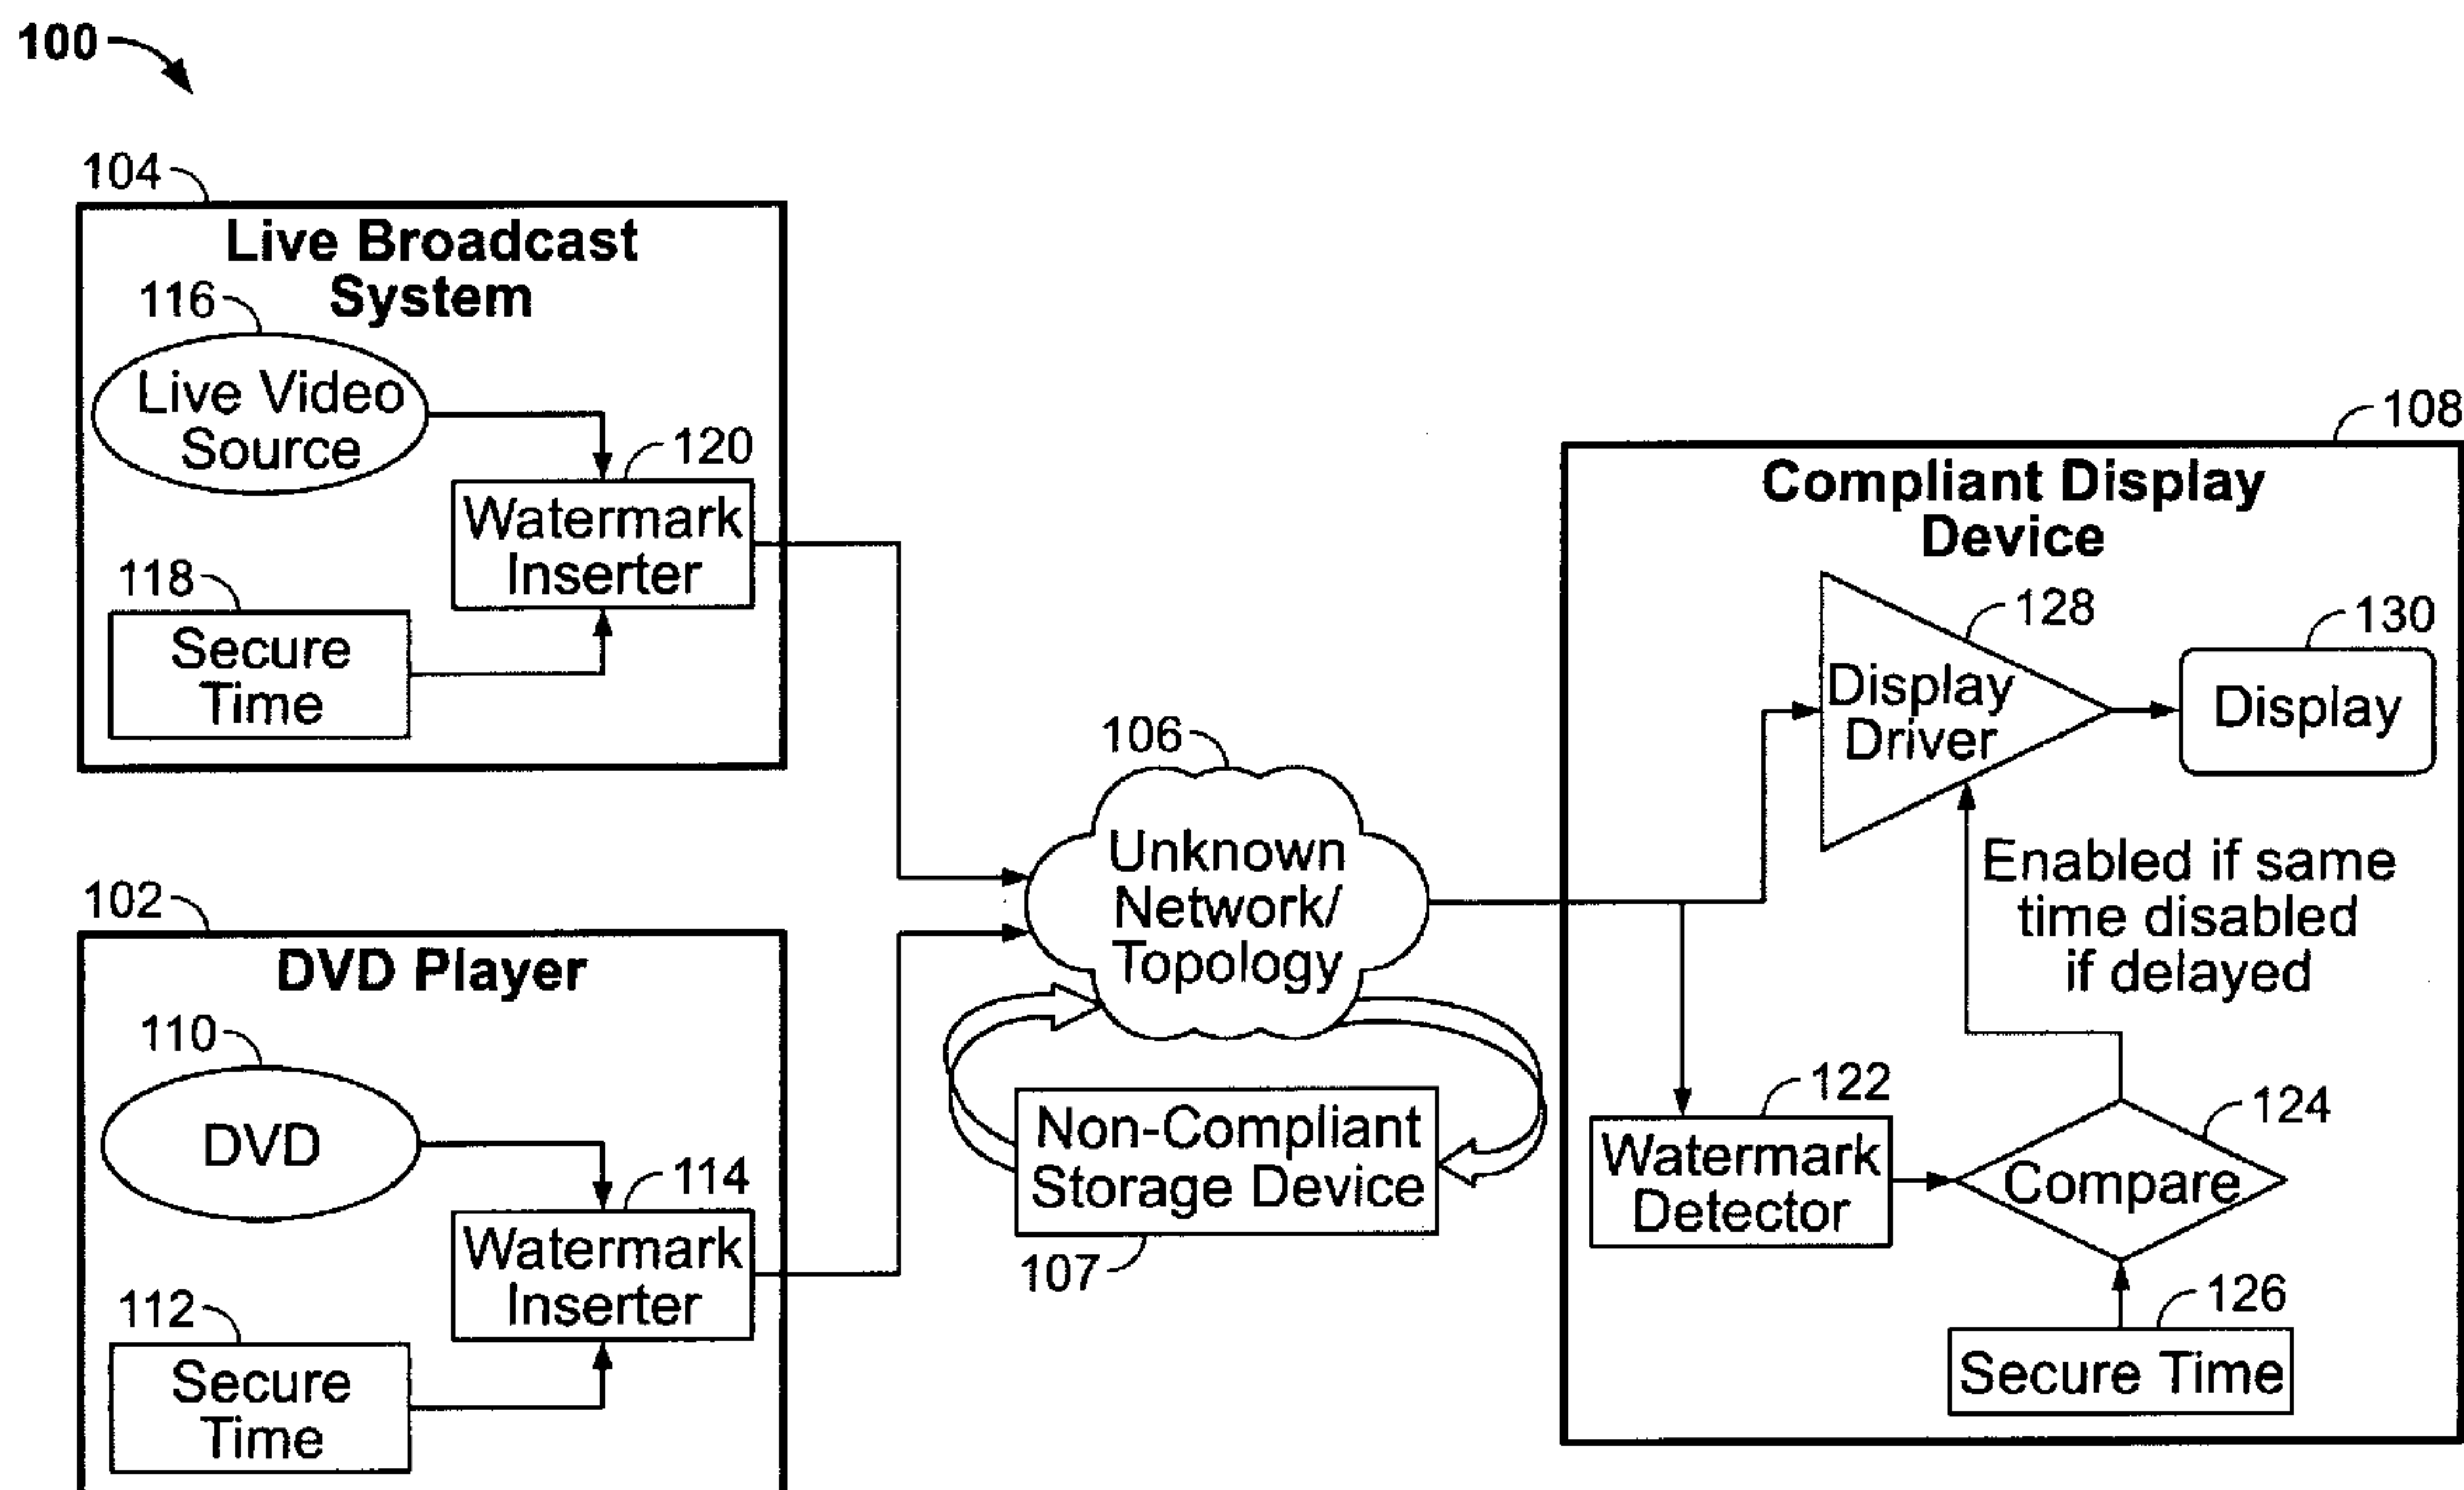 100
104
Live Broadcast
System
116
Live Video
Source
120
Watermark
Inserter
118
Secure
Time
102
DVD Player
110
DVD
114
Watermark
Inserter
112
Secure
Time
106
Unknown
Network/
Topology
Non-Compliant
Storage Device
107
108
Compliant Display
Device
128
Display
Driver
130
Display
Enabled if same
time disabled
if delayed
122
Watermark
Detector
124
Compare
126
Secure Time